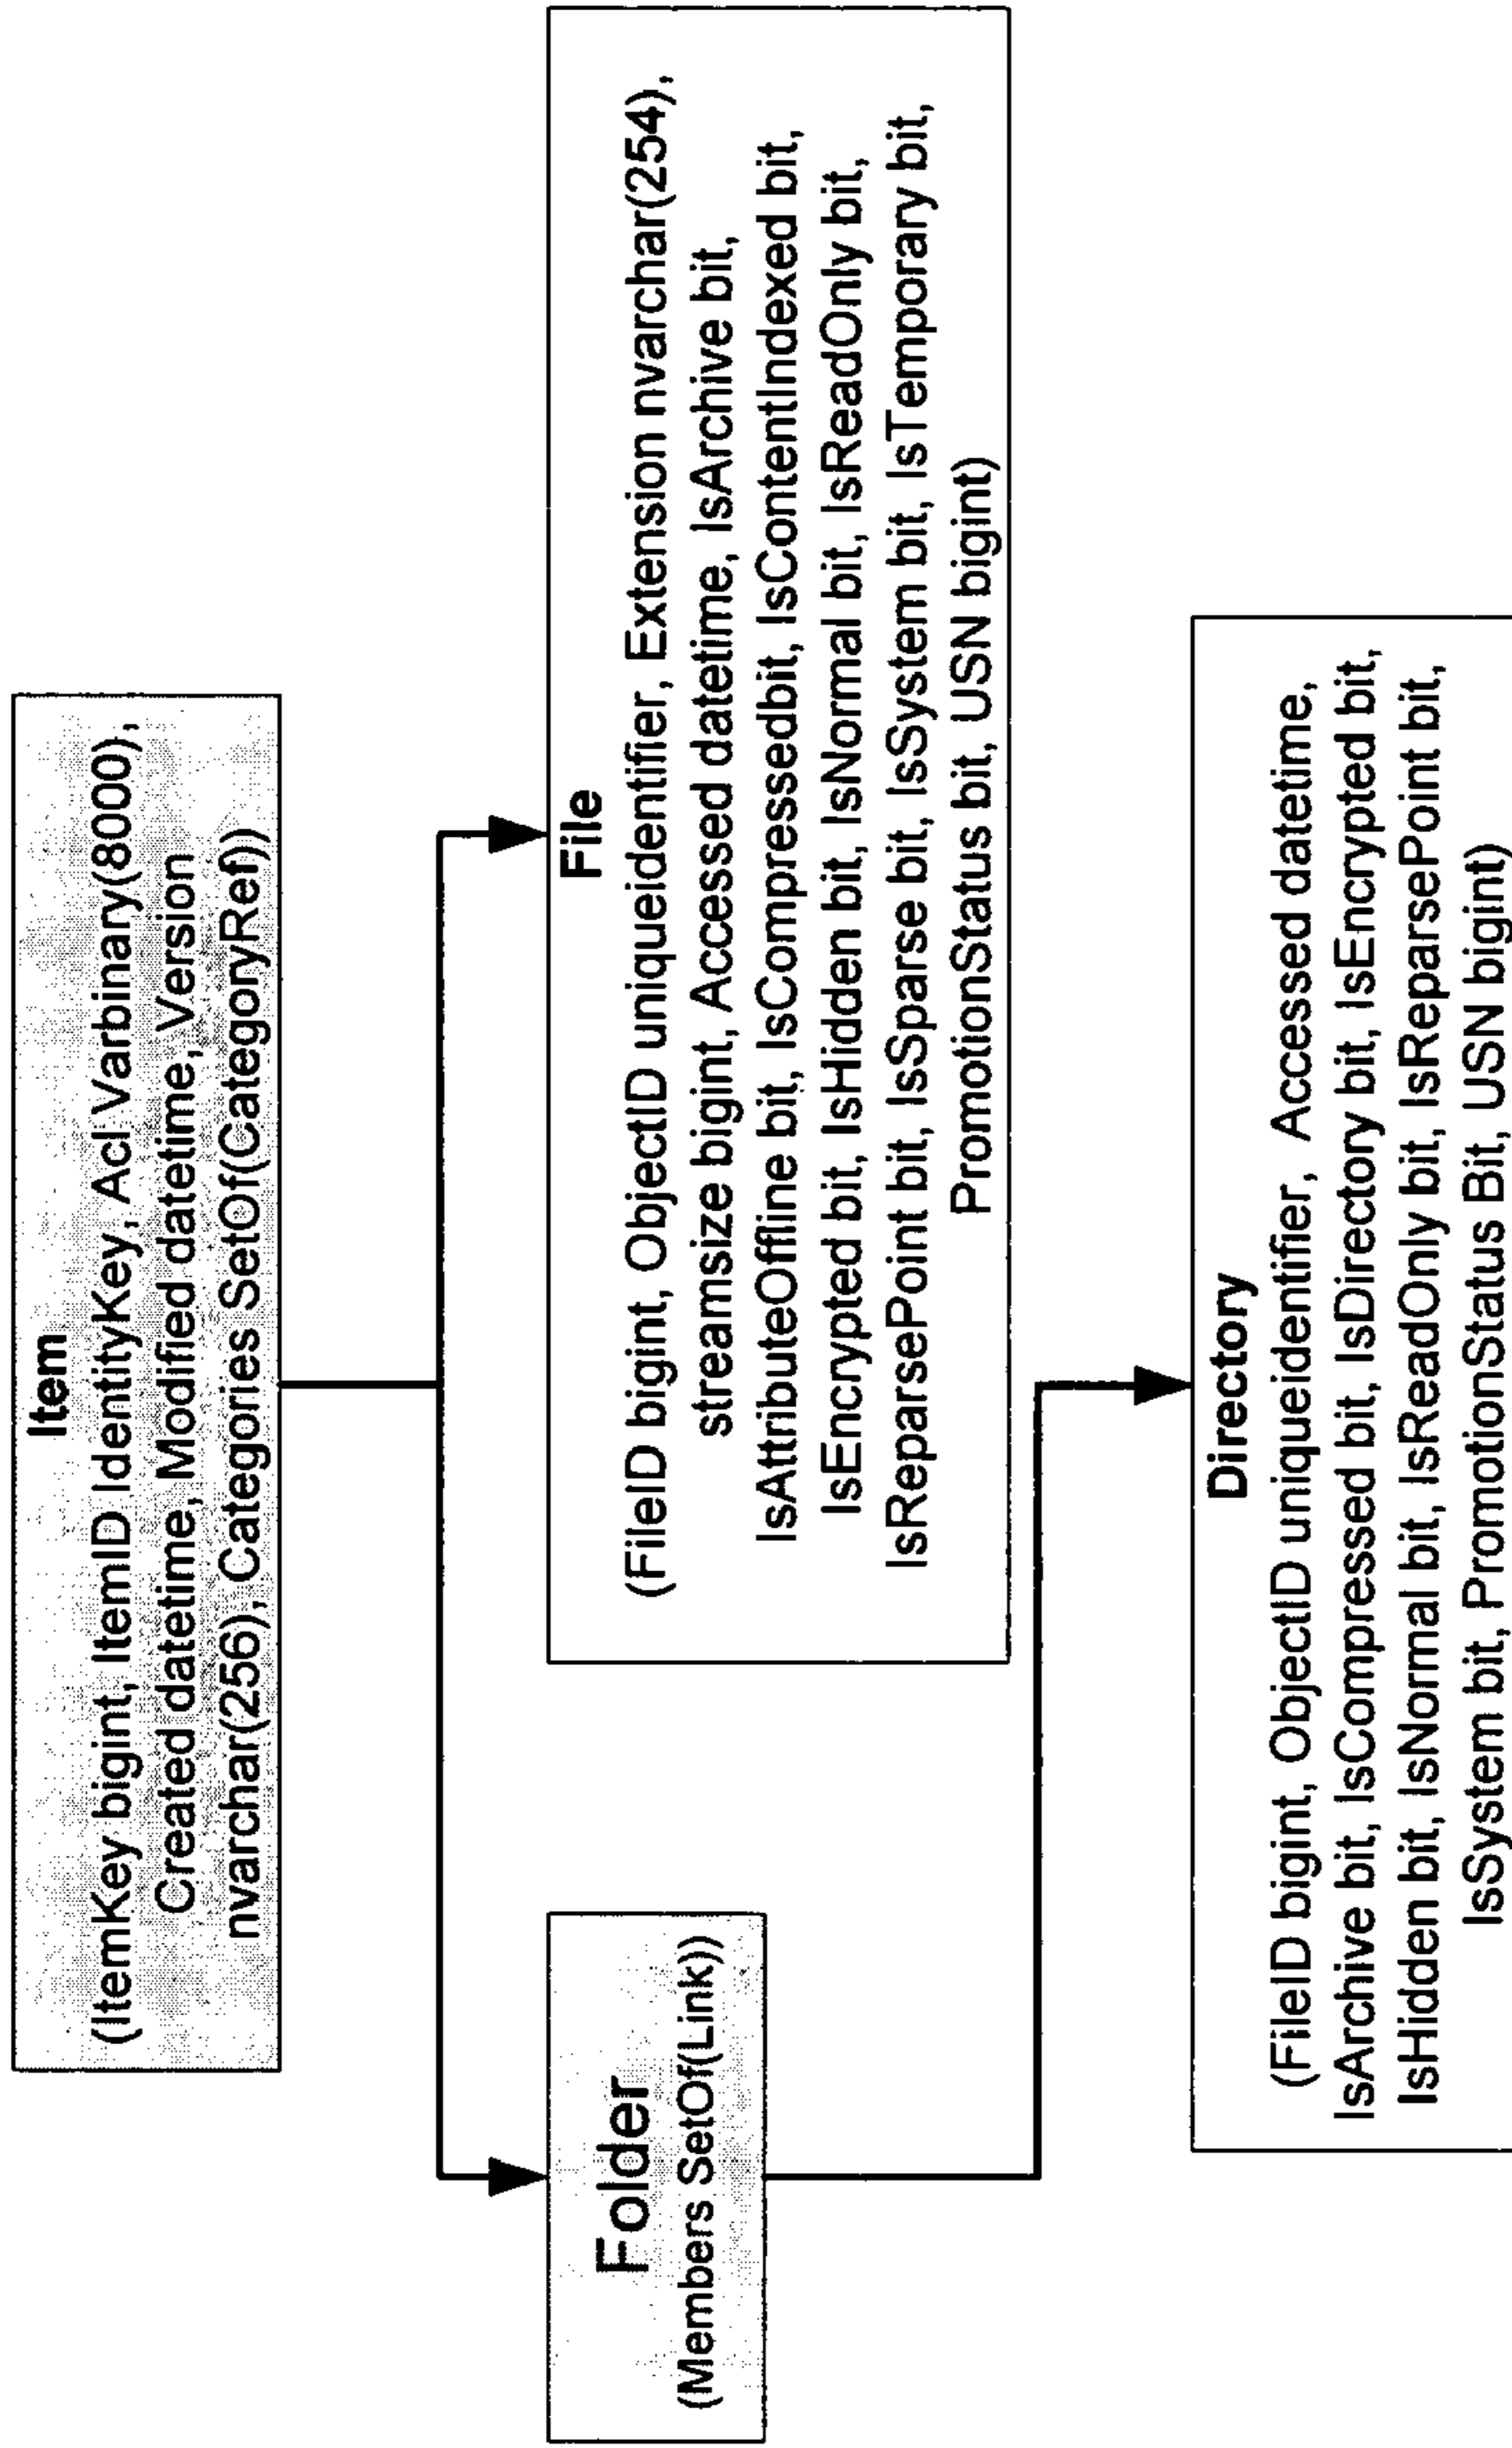 Item
(ItemKey bigint, ItemID IdentityKey, Acl Varbinary(8000),
Created datetime, Modified datetime, Version
nvarchar(256), Categories SetOf(CategoryRef))
Folder
(Members SetOf(Link))
File
(FileID bigint, ObjectID uniqueidentifier, Extension nvarchar(254),
streamsize bigint, Accessed datetime, IsArchive bit,
IsAttributeOffline bit, IsCompressedbit, IsContentIndexed bit,
IsEncrypted bit, IsHidden bit, IsNormal bit, IsReadOnly bit,
IsReparsePoint bit, IsSparse bit, IsSystem bit, IsTemporary bit,
PromotionStatus bit, USN bigint)
Directory
(FileID bigint, ObjectID uniqueidentifier, Accessed datetime,
IsArchive bit, IsCompressed bit, IsDirectory bit, IsEncrypted bit,
IsHidden bit, IsNormal bit, IsReadOnly bit, IsReparsePoint bit,
IsSystem bit, PromotionStatus Bit, USN bigint)